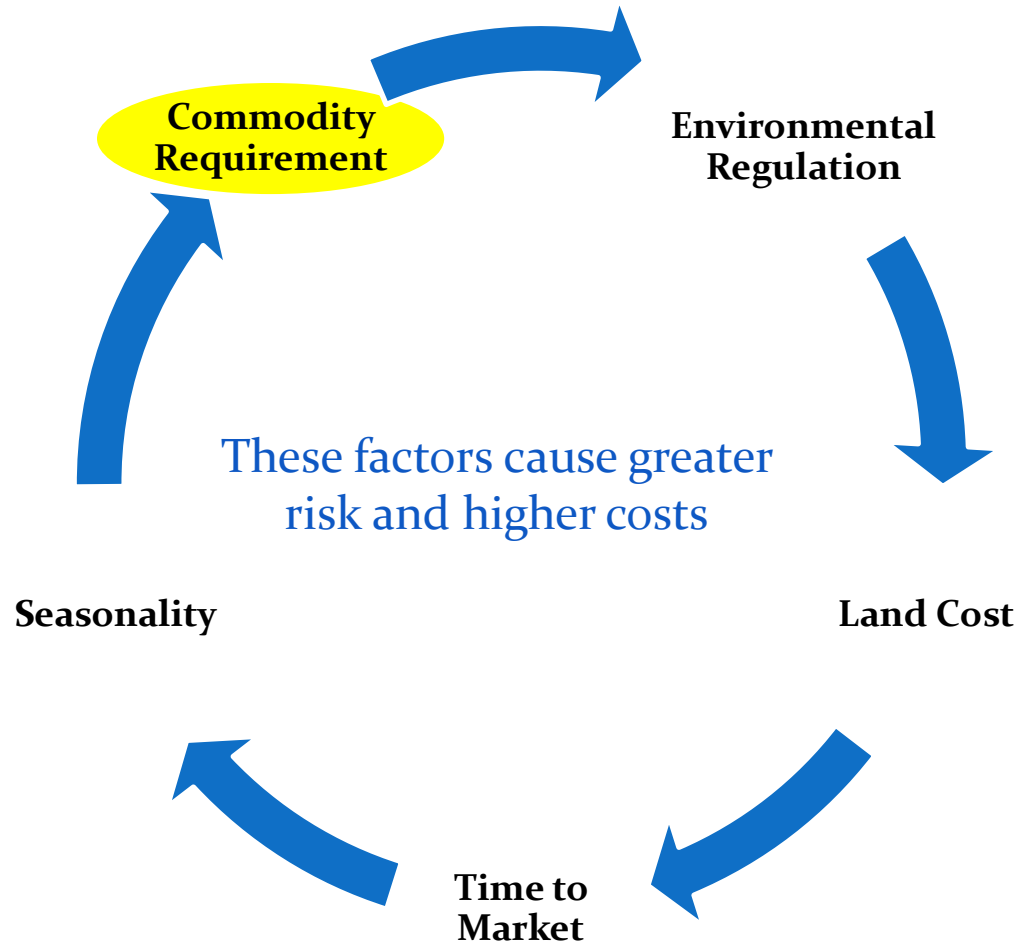 Commodity
Requirement
Environmental
Regulation
These factors cause greater
risk and higher costs
Seasonality
Land Cost
Time to
Market